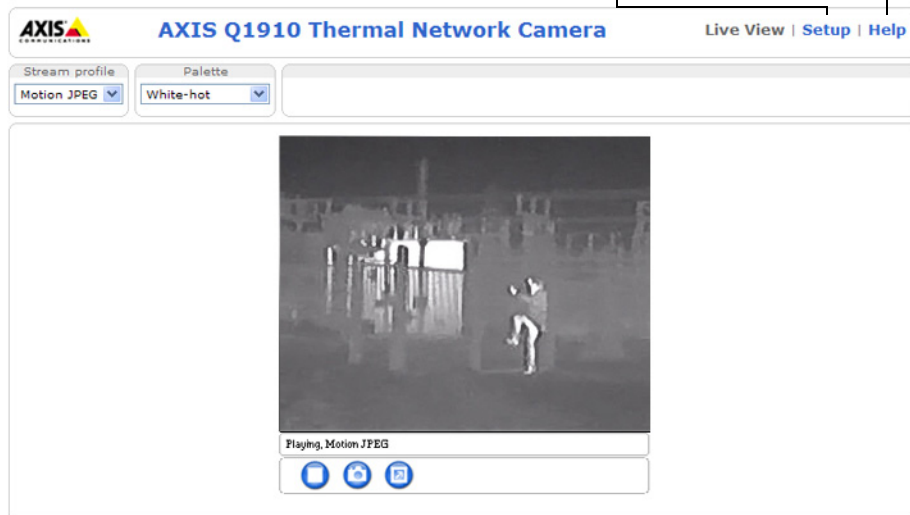 AXIS
COMMUNICATIONS
AXIS Q1910 Thermal Network Camera
Live View | Setup | Help
Stream profile
Palette
Motion JPEG
White-hot
Playing, Motion JPEG